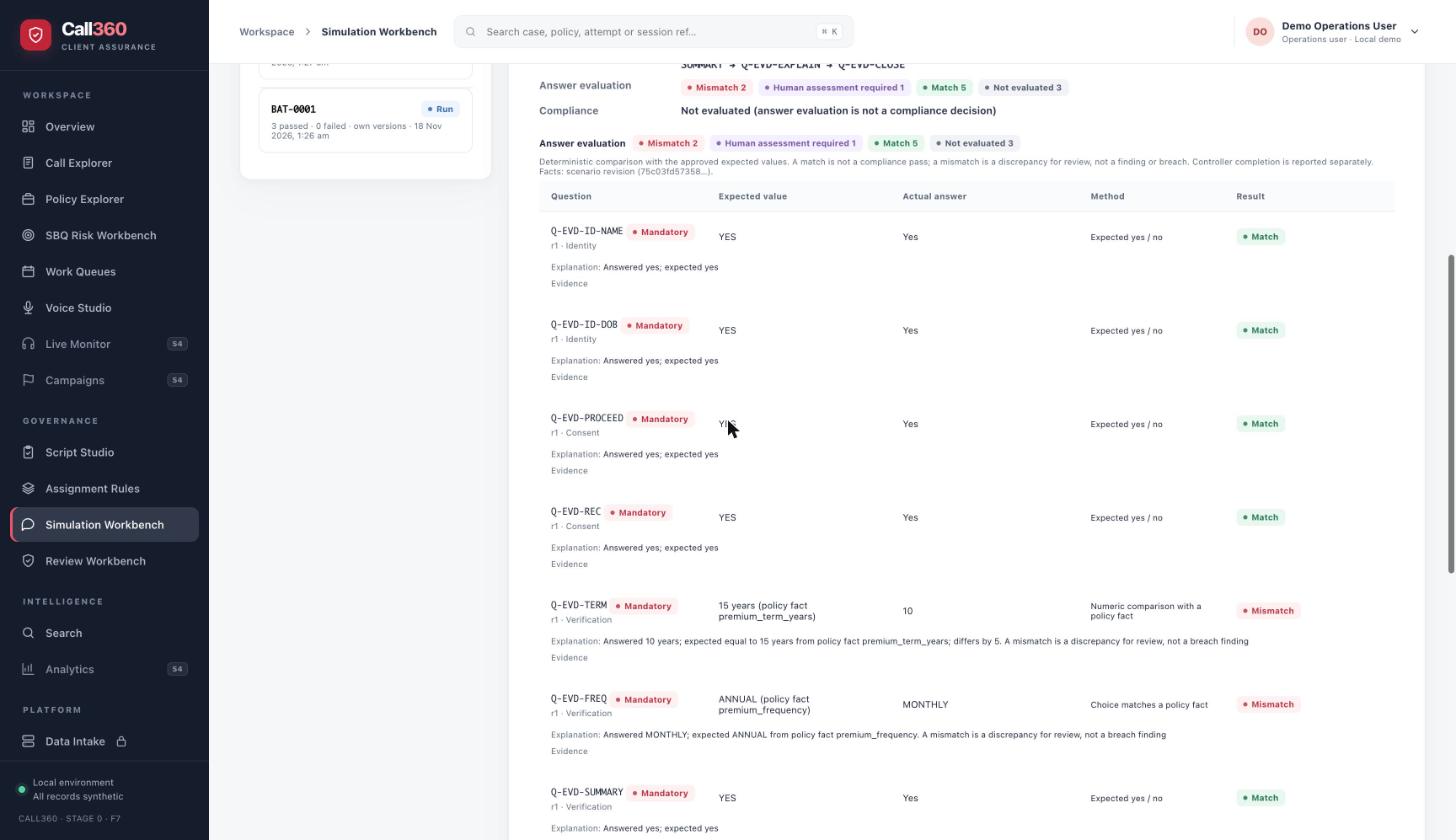 Call360
CLIENT ASSURANCE
WORKSPACE
Overview
Call Explorer
Policy Explorer
SBQ Risk Workbench
Work Queues
Voice Studio
Live Monitor S4
Campaigns S4
GOVERNANCE
Script Studio
Assignment Rules
Simulation Workbench
Review Workbench
INTELLIGENCE
Search
Analytics S4
PLATFORM
Data Intake
Local environment
All records synthetic
CALL360 · STAGE 0 · F7
Workspace > Simulation Workbench
Search case, policy, attempt or session ref... ⌘ K
DO
Demo Operations User
Operations user · Local demo
2026, 1:27 am
BAT-0001 Run
3 passed · 0 failed · own versions · 18 Nov
2026, 1:26 am
SUMMARY → Q-EVD-EXPLAIN → Q-EVD-CLOSE
Answer evaluation Mismatch 2 Human assessment required 1 Match 5 Not evaluated 3
Compliance Not evaluated (answer evaluation is not a compliance decision)
Answer evaluation Mismatch 2 Human assessment required 1 Match 5 Not evaluated 3
Deterministic comparison with the approved expected values. A match is not a compliance pass; a mismatch is a discrepancy for review, not a finding or breach. Controller completion is reported separately.
Facts: scenario revision (75c03fd57358…).
Question Expected value Actual answer Method Result
Q-EVD-ID-NAME Mandatory YES Yes Expected yes / no Match
r1 · Identity
Explanation: Answered yes; expected yes
Evidence
Q-EVD-ID-DOB Mandatory YES Yes Expected yes / no Match
r1 · Identity
Explanation: Answered yes; expected yes
Evidence
Q-EVD-PROCEED Mandatory YES Yes Expected yes / no Match
r1 · Consent
Explanation: Answered yes; expected yes
Evidence
Q-EVD-REC Mandatory YES Yes Expected yes / no Match
r1 · Consent
Explanation: Answered yes; expected yes
Evidence
Q-EVD-TERM Mandatory 15 years (policy fact premium_term_years) 10 Numeric comparison with a policy fact Mismatch
r1 · Verification
Explanation: Answered 10 years; expected equal to 15 years from policy fact premium_term_years; differs by 5. A mismatch is a discrepancy for review, not a breach finding
Evidence
Q-EVD-FREQ Mandatory ANNUAL (policy fact premium_frequency) MONTHLY Choice matches a policy fact Mismatch
r1 · Verification
Explanation: Answered MONTHLY; expected ANNUAL from policy fact premium_frequency. A mismatch is a discrepancy for review, not a breach finding
Evidence
Q-EVD-SUMMARY Mandatory YES Yes Expected yes / no Match
r1 · Verification
Explanation: Answered yes; expected yes